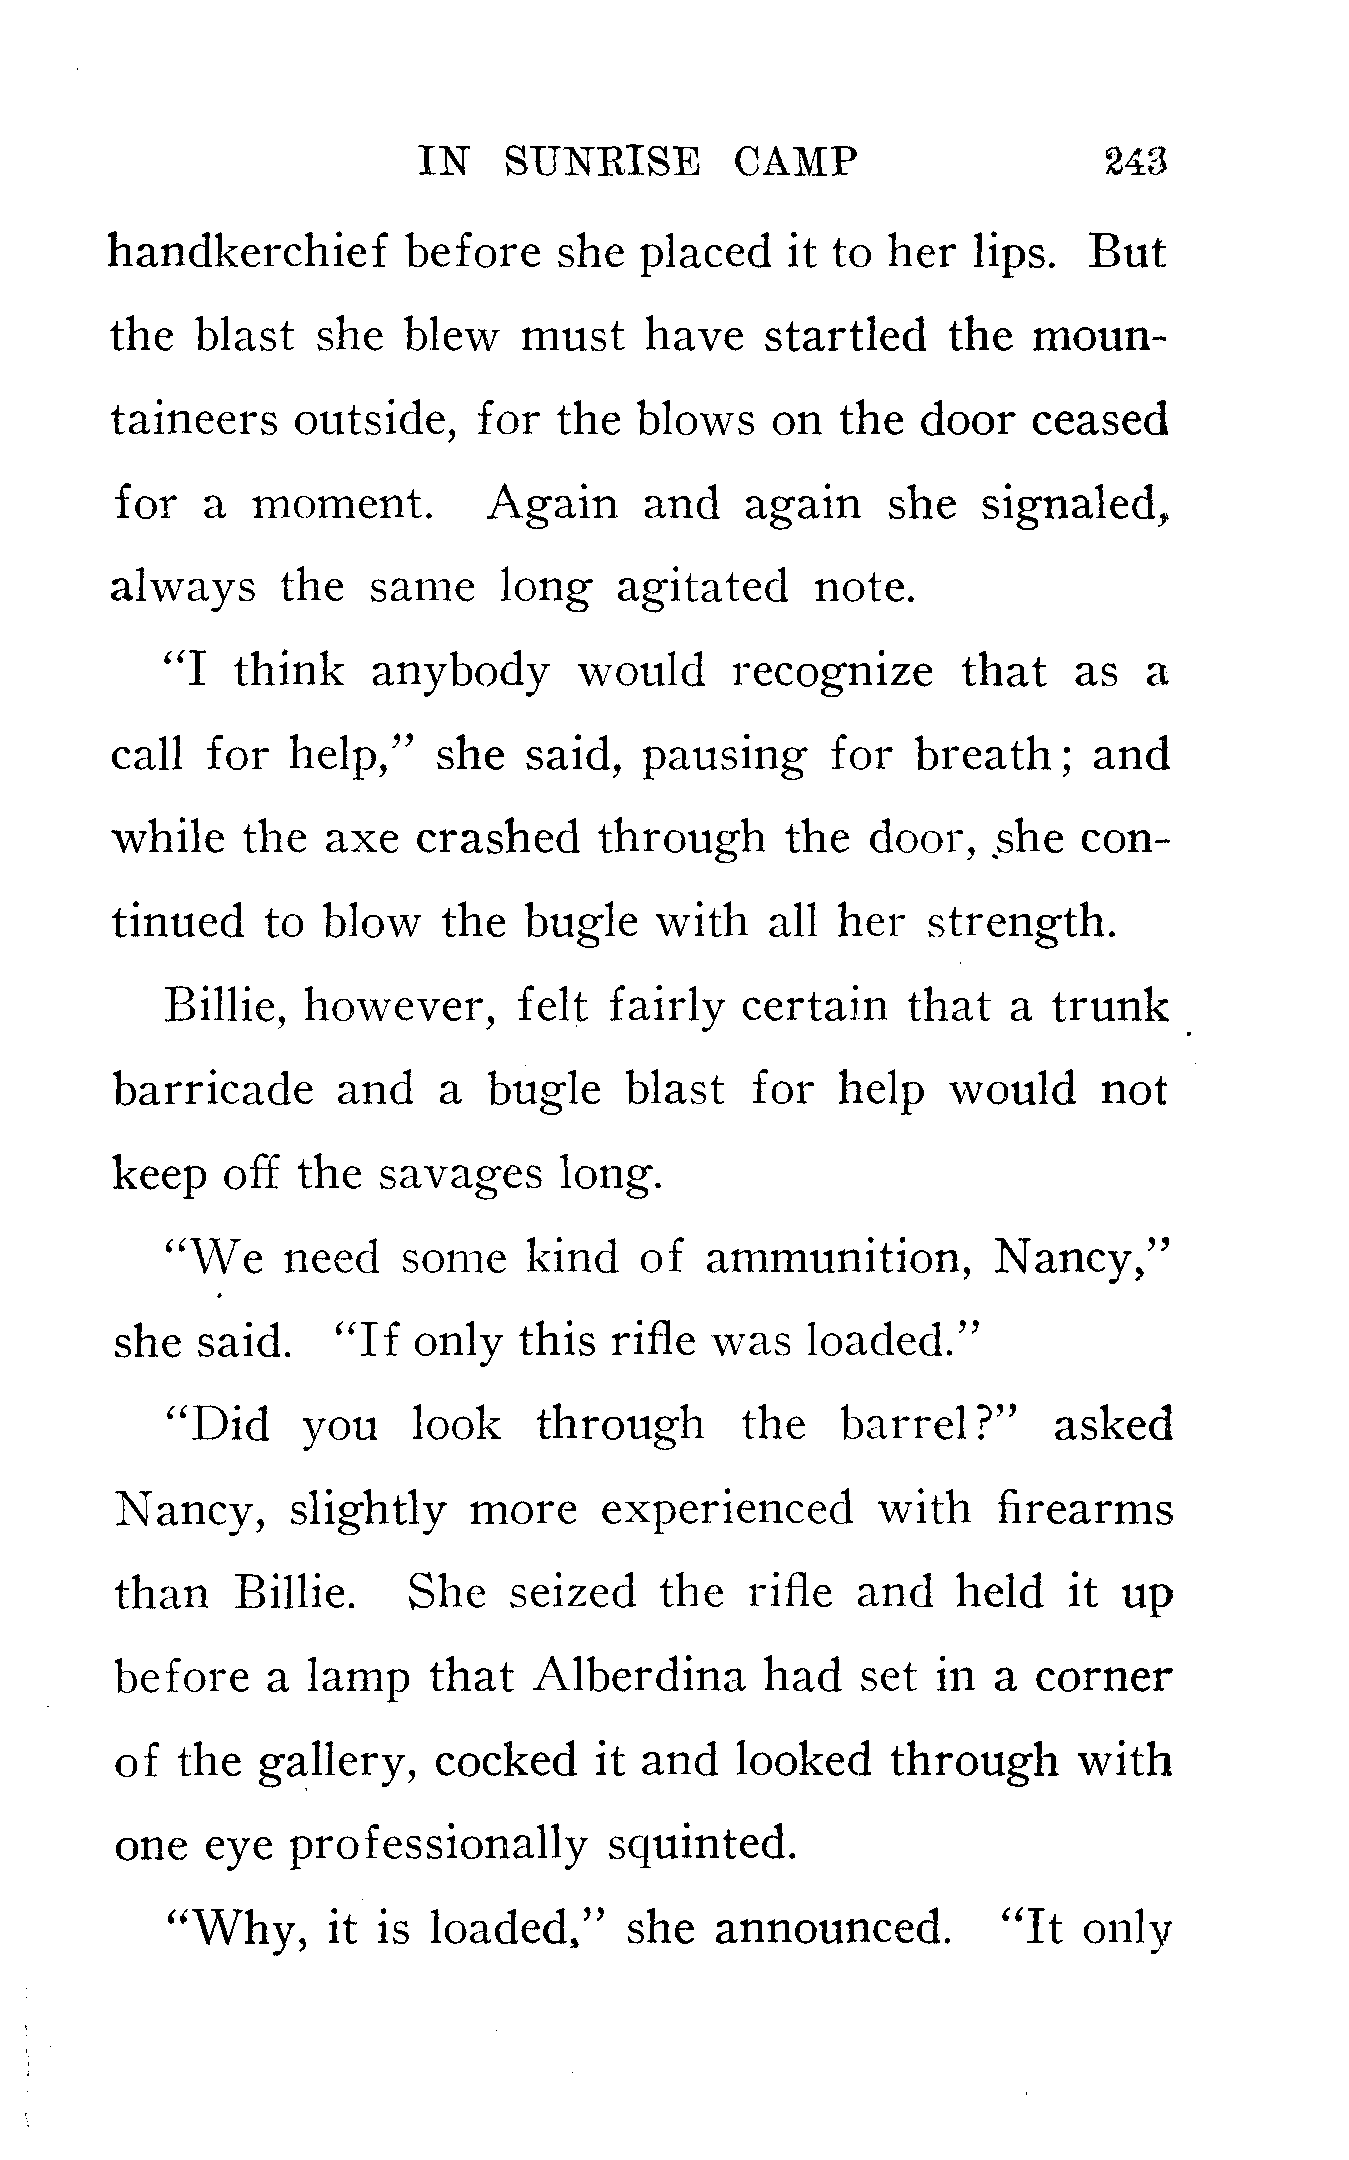 IN SUNRISE CAMP 243
handkerchief before she placed it to her lips. But
the blast she blew must have startled the moun-
taineers outside, for the blows on the door ceased
for a moment. Again and again she signaled,
always the same long agitated note.
"I think anybody would recognize that as a
call for help," she said, pausing for breath; and
while the axe crashed through the door, she con-
tinued to blow the bugle with all her strength.
Billie, however, felt fairly certain that a trunk
barricade and a bugle blast for help would not
keep off the savages long.
"We need some kind of ammunition, Nancy,"
she said. "If only this rifle was loaded."
"Did you look through the barrel?" asked
Nancy, slightly more experienced with firearms
than Billie. She seized the rifle and held it up
before a lamp that Alberdina had set in a corner
of the gallery, cocked it and looked through with
one eye professionally squinted.
"Why, it is loaded," she announced. "It only